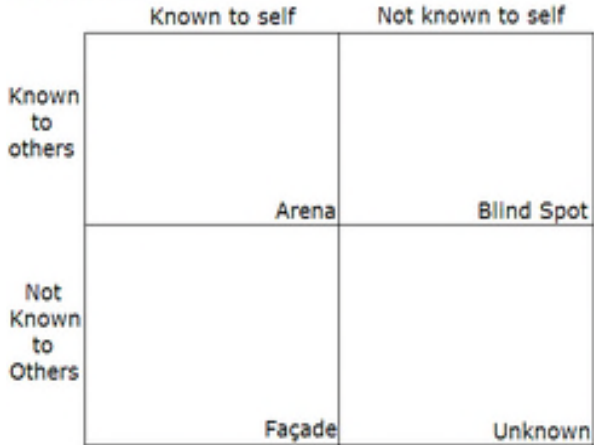 Known to self
Not known to self
Known
to
others
Arena
Blind Spot
Not
Known
to
Others
Façade
Unknown